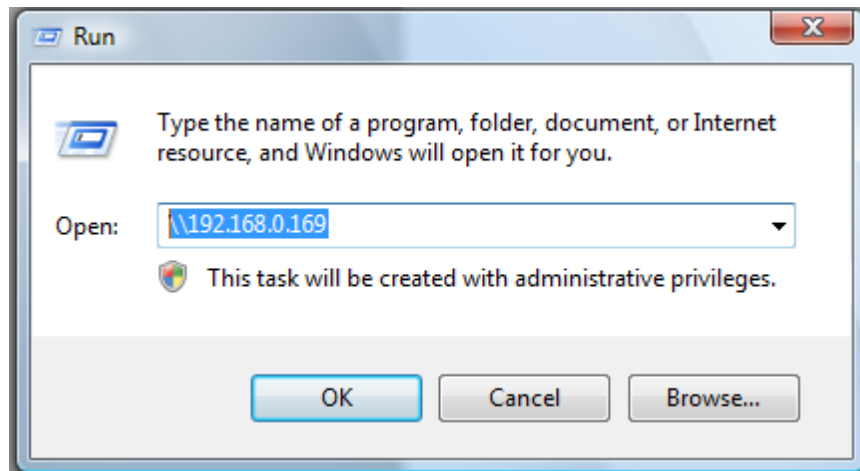 Run
Type the name of a program, folder, document, or Internet
resource, and Windows will open it for you.
Open: \\192.168.0.169
This task will be created with administrative privileges.
OK Cancel Browse...